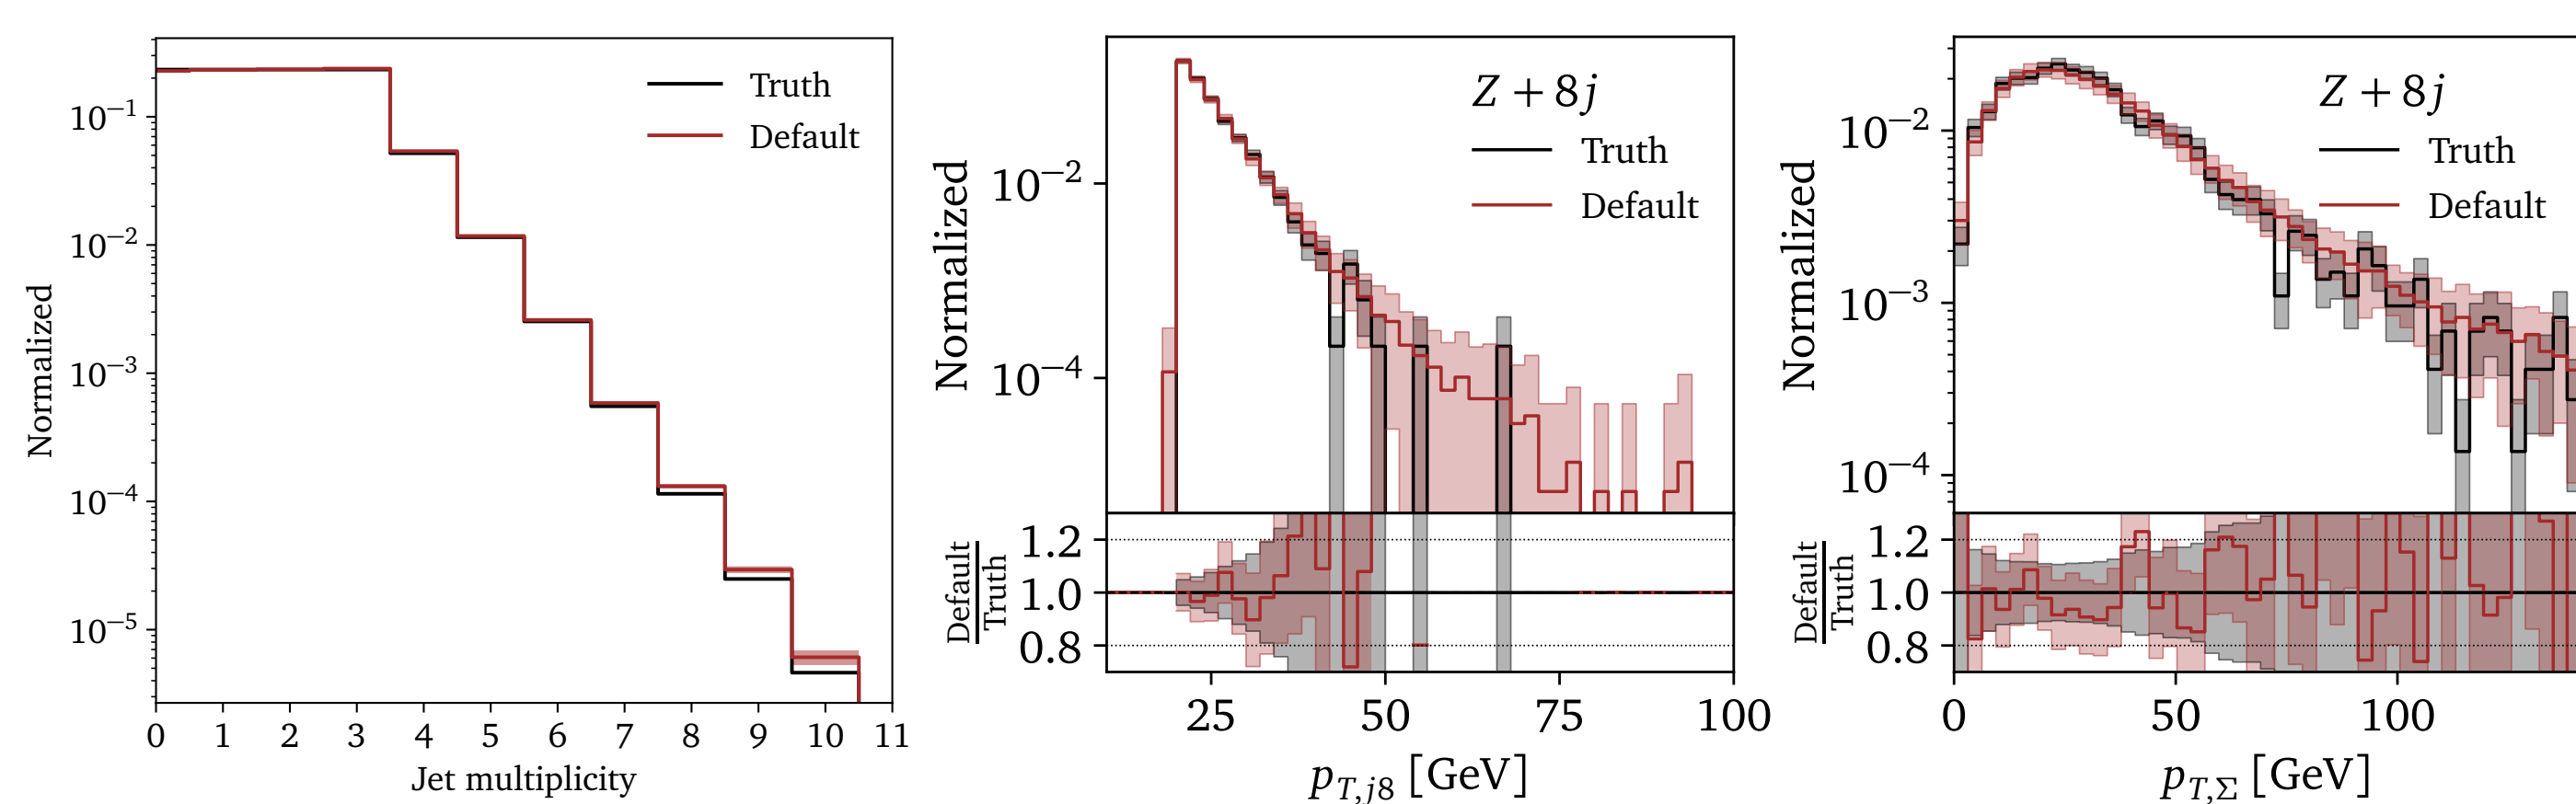 Normalized
10⁻¹
10⁻²
10⁻³
10⁻⁴
10⁻⁵
Truth
Default
0 1 2 3 4 5 6 7 8 9 10 11
Jet multiplicity
Normalized
10⁻²
10⁻⁴
Z + 8j
Truth
Default
Default
Truth
1.2
1.0
0.8
25 50 75 100
p_{T,j8} [GeV]
Normalized
10⁻²
10⁻³
10⁻⁴
Z + 8j
Truth
Default
Default
Truth
1.2
1.0
0.8
0 50 100
p_{T,Σ} [GeV]